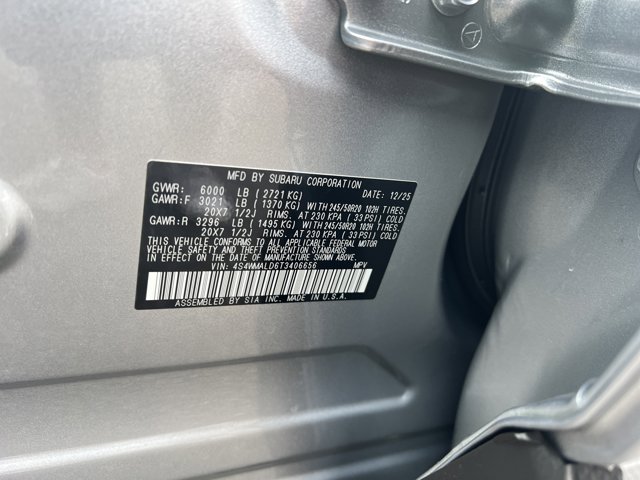 MFD BY SUBARU CORPORATION
GVWR: 6000 LB (2721 KG) DATE: 12/25
GAWR:F 3021 LB (1370 KG) WITH 245/50R20 102H TIRES.
20X7 1/2J RIMS. AT 230 KPA (33 PSI) COLD
GAWR:R 3296 LB (1495 KG) WITH 245/50R20 102H TIRES.
20X7 1/2J RIMS. AT 230 KPA (33 PSI) COLD
THIS VEHICLE CONFORMS TO ALL APPLICABLE FEDERAL MOTOR
VEHICLE SAFETY AND THEFT PREVENTION STANDARDS
IN EFFECT ON THE DATE OF MANUFACTURE SHOWN ABOVE.
VIN: 4S4WMALD6T3406656 MPV
ASSEMBLED BY SIA INC. MADE IN U.S.A.